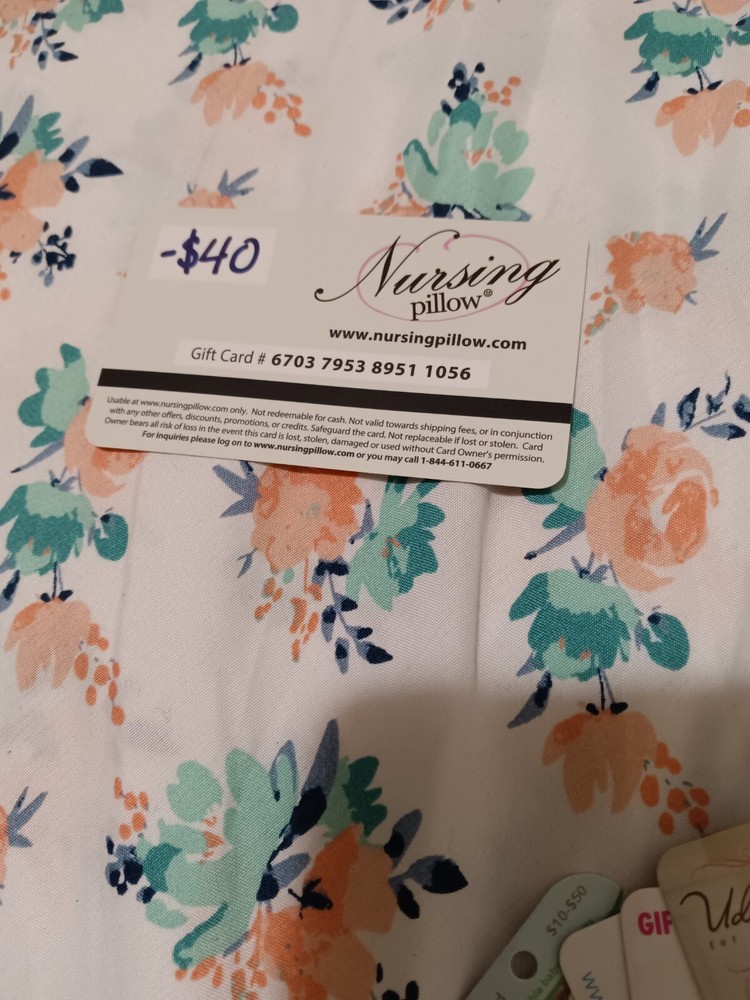 -$40
Nursing
pillow®
www.nursingpillow.com
Gift Card # 6703 7953 8951 1056
Usable at www.nursingpillow.com only. Not redeemable for cash. Not valid towards shipping fees, or in conjunction
with any other offers, discounts, promotions, or credits. Safeguard the card. Not replaceable if lost or stolen. Card
Owner bears all risk of loss in the event this card is lost, stolen, damaged or used without Card Owner's permission.
For inquiries please log on to www.nursingpillow.com or you may call 1-844-611-0667
$10-$50
GIF
Ud